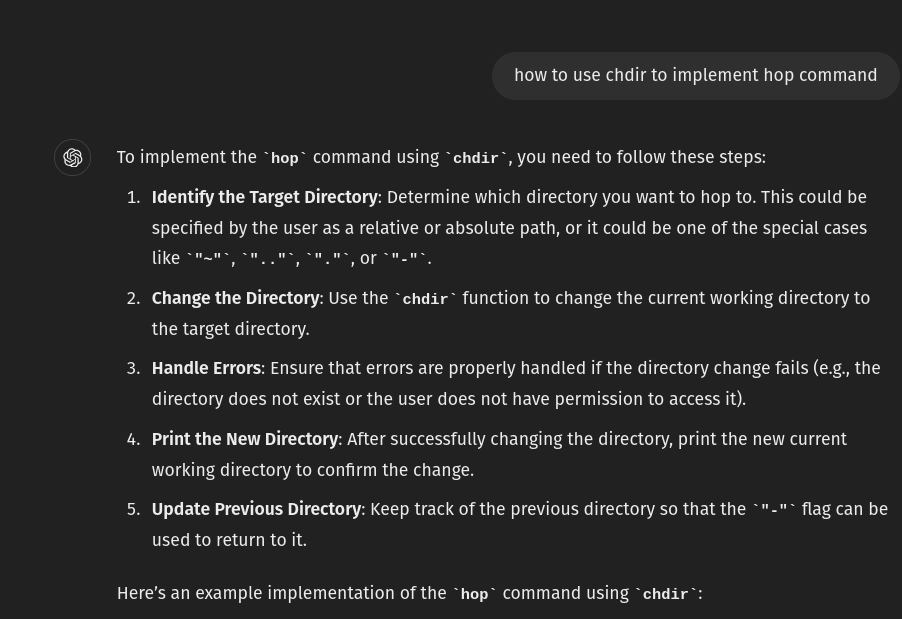 how to use chdir to implement hop command
To implement the `hop` command using `chdir`, you need to follow these steps:
1. Identify the Target Directory: Determine which directory you want to hop to. This could be
specified by the user as a relative or absolute path, or it could be one of the special cases
like `"~"`, `".."`, `"."`, or `"-"`.
2. Change the Directory: Use the `chdir` function to change the current working directory to
the target directory.
3. Handle Errors: Ensure that errors are properly handled if the directory change fails (e.g., the
directory does not exist or the user does not have permission to access it).
4. Print the New Directory: After successfully changing the directory, print the new current
working directory to confirm the change.
5. Update Previous Directory: Keep track of the previous directory so that the `"-"` flag can be
used to return to it.
Here’s an example implementation of the `hop` command using `chdir`: